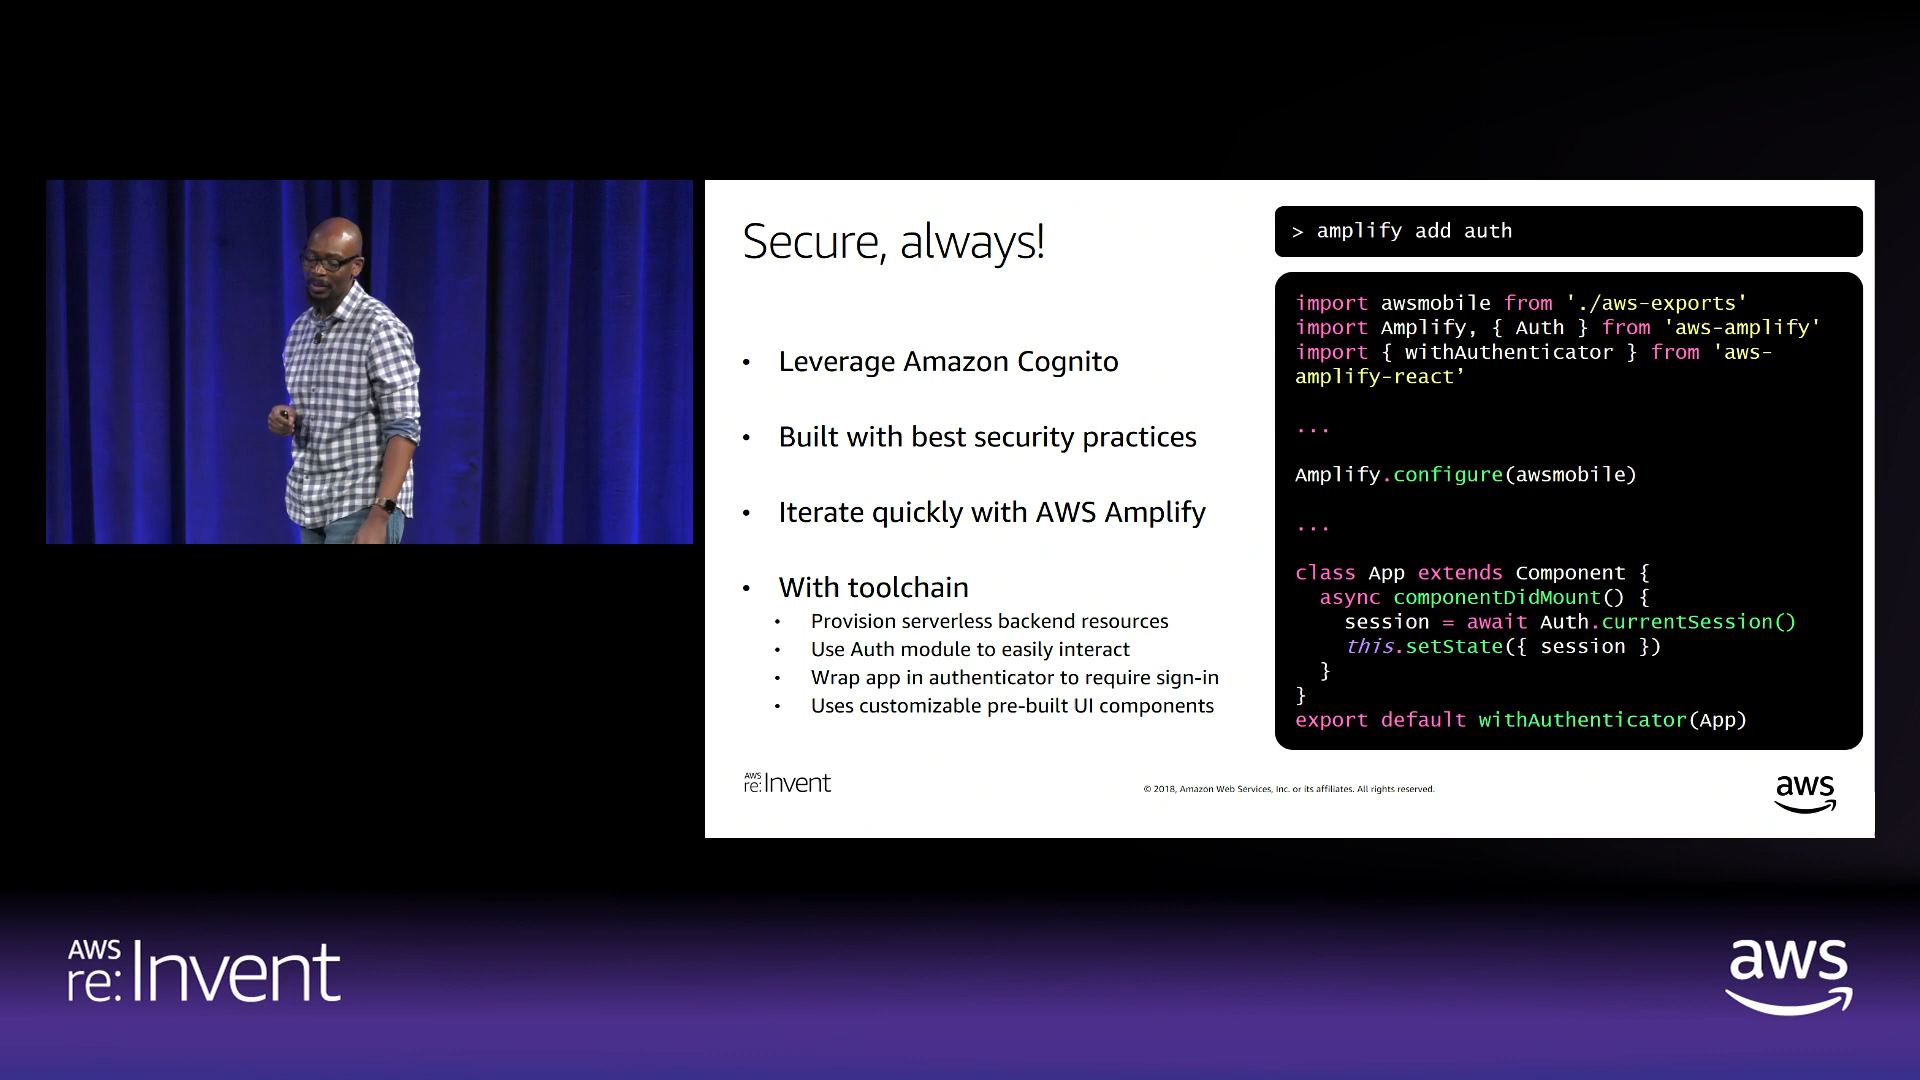 Secure, always!
• Leverage Amazon Cognito
• Built with best security practices
• Iterate quickly with AWS Amplify
• With toolchain
• Provision serverless backend resources
• Use Auth module to easily interact
• Wrap app in authenticator to require sign-in
• Uses customizable pre-built UI components
> amplify add auth
import awsmobile from './aws-exports'
import Amplify, { Auth } from 'aws-amplify'
import { withAuthenticator } from 'aws-
amplify-react’
...
Amplify.configure(awsmobile)
...
class App extends Component {
async componentDidMount() {
session = await Auth.currentSession()
this.setState({ session })
}
}
export default withAuthenticator(App)
AWS
re:Invent
© 2018, Amazon Web Services, Inc. or its affiliates. All rights reserved.
aws
AWS
re:Invent
aws